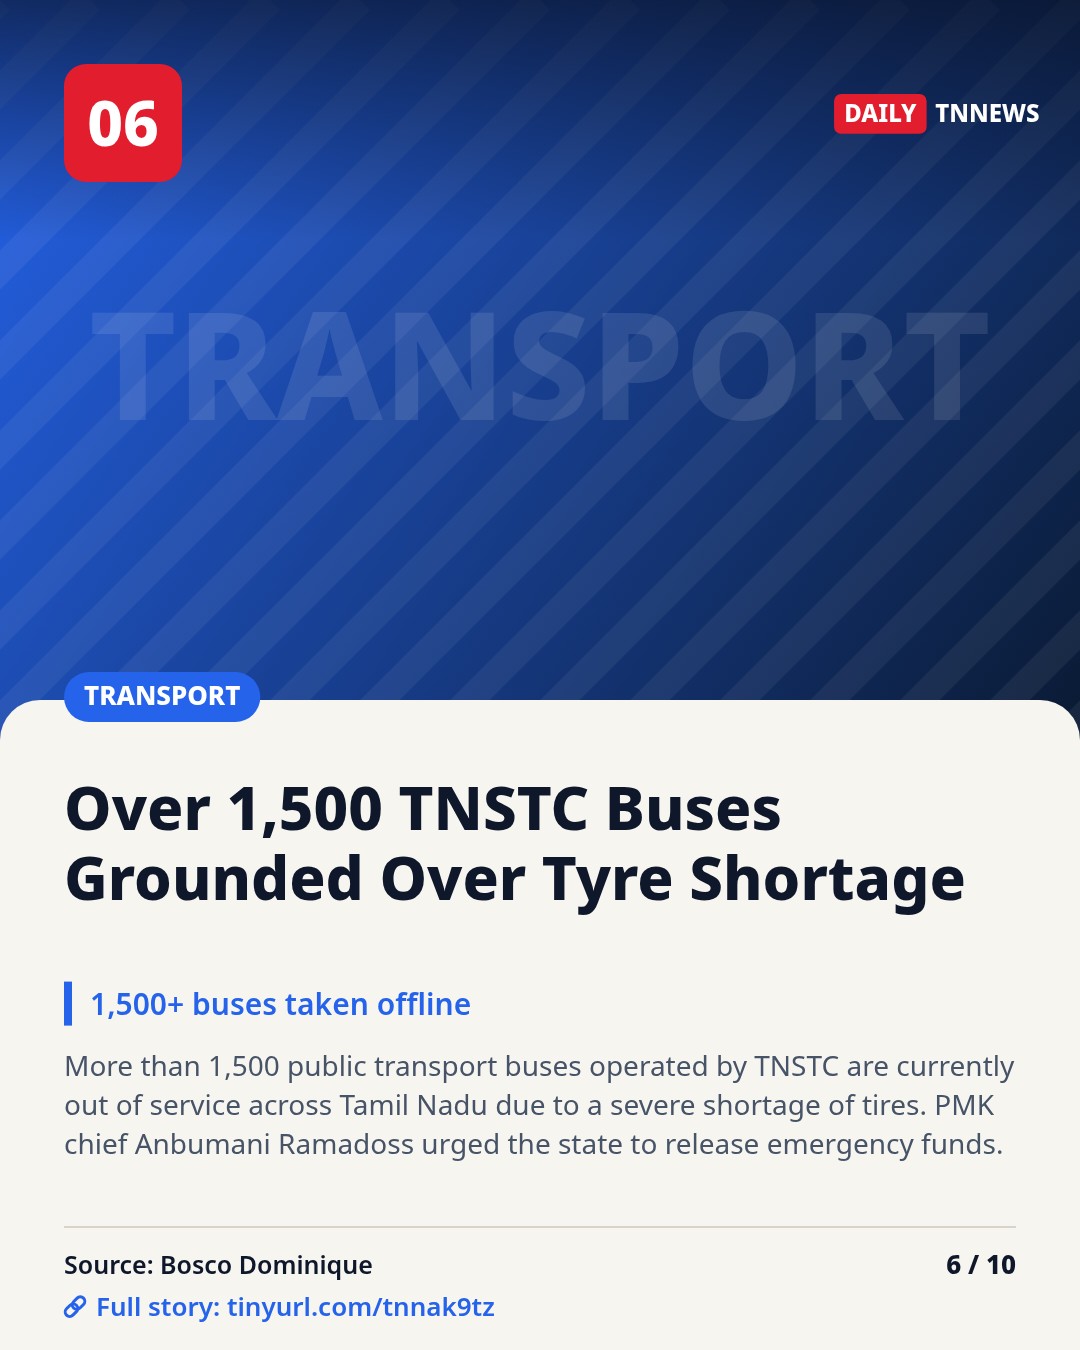 06
DAILY TNNEWS
TRANSPORT
TRANSPORT
Over 1,500 TNSTC Buses
Grounded Over Tyre Shortage
1,500+ buses taken offline
More than 1,500 public transport buses operated by TNSTC are currently
out of service across Tamil Nadu due to a severe shortage of tires. PMK
chief Anbumani Ramadoss urged the state to release emergency funds.
Source: Bosco Dominique
6 / 10
Full story: tinyurl.com/tnnak9tz